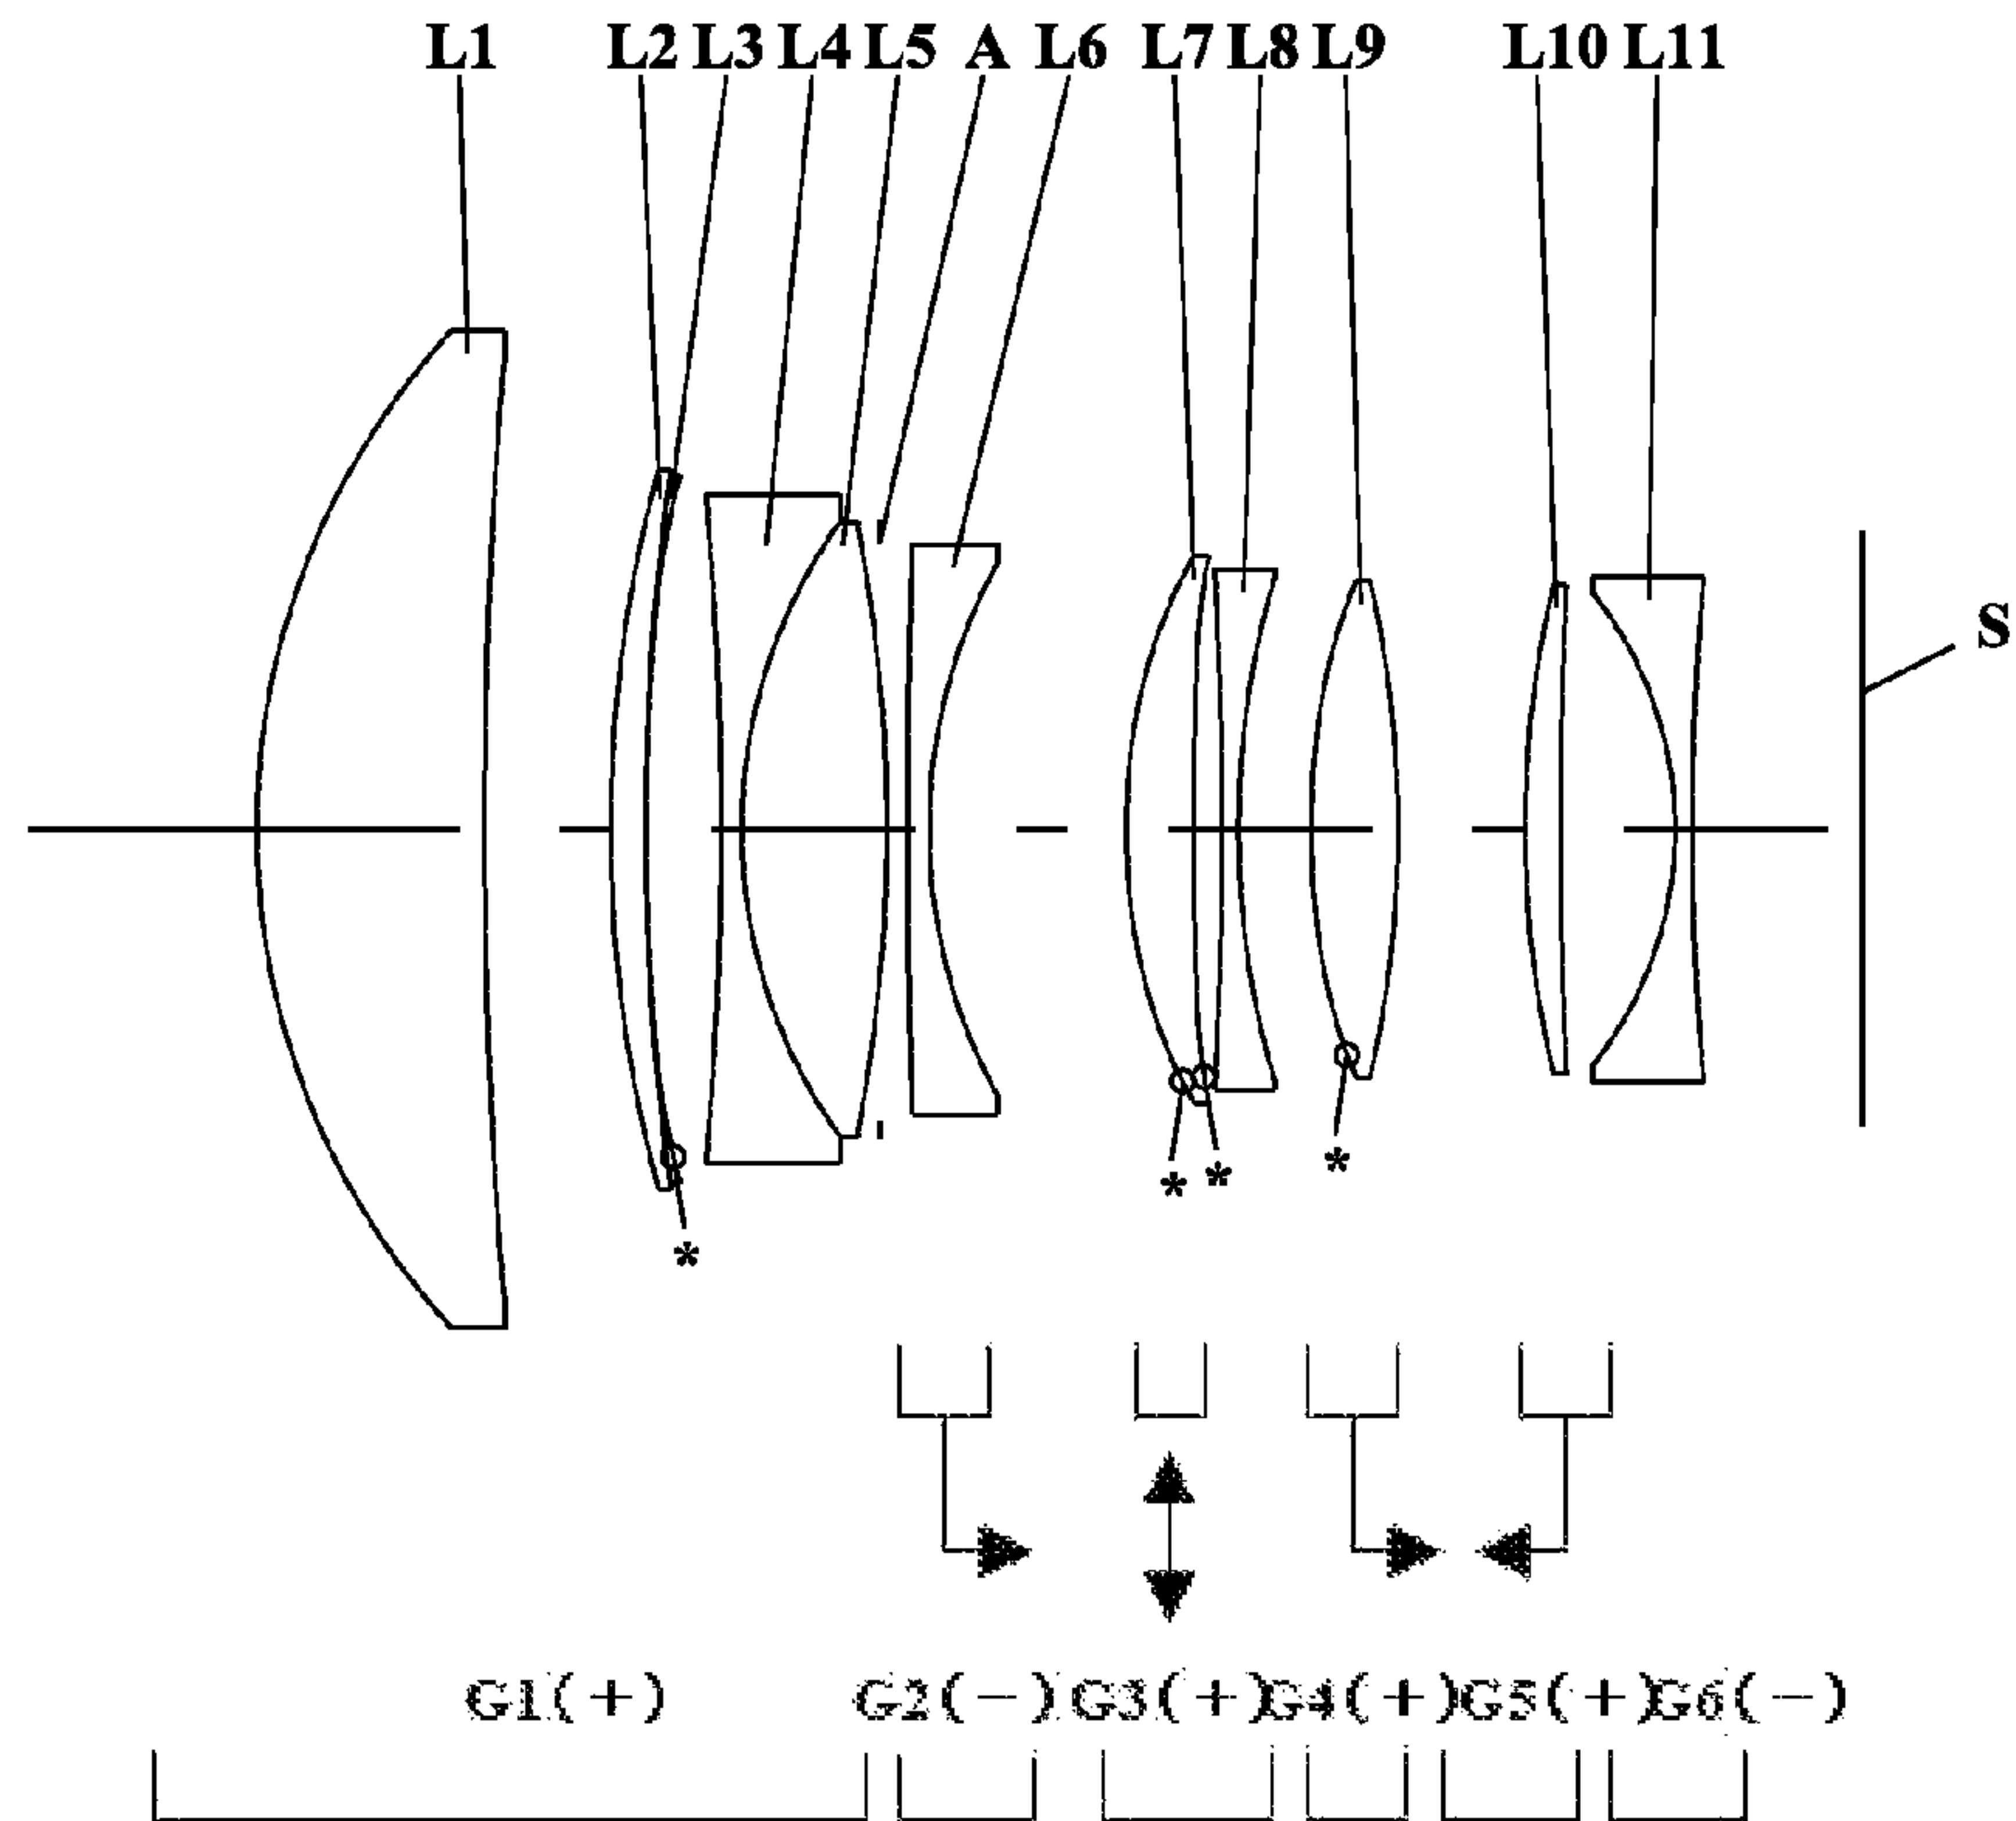 L1 L2 L3 L4 L5 A L6 L7 L8 L9 L10 L11
S
*
*
*
*
G1(+) G2(-) G3(+) G4(+) G5(+) G6(-)